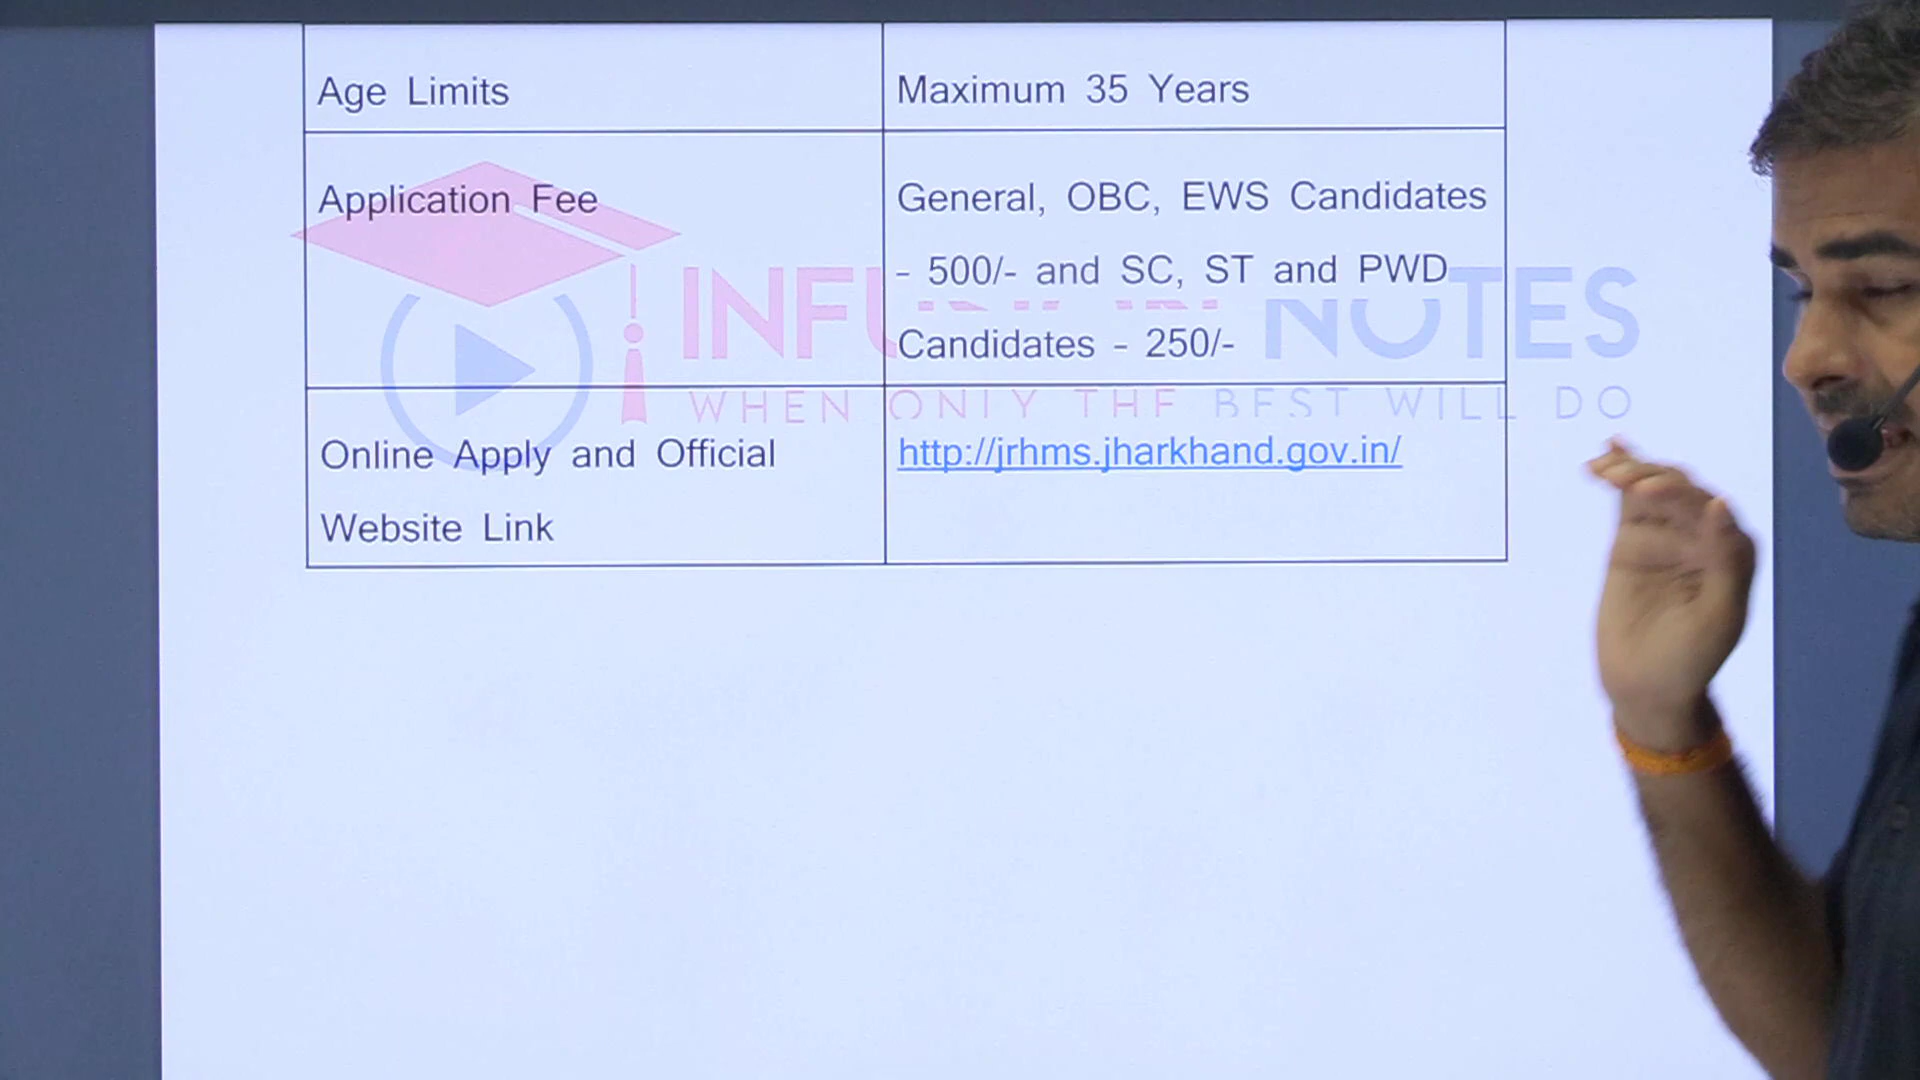 Age Limits
Maximum 35 Years
Application Fee
General, OBC, EWS Candidates
- 500/- and SC, ST and PWD
Candidates - 250/-
Online Apply and Official
Website Link
http://jrhms.jharkhand.gov.in/
NOTES
WHEN ONLY THE BEST WILL DO